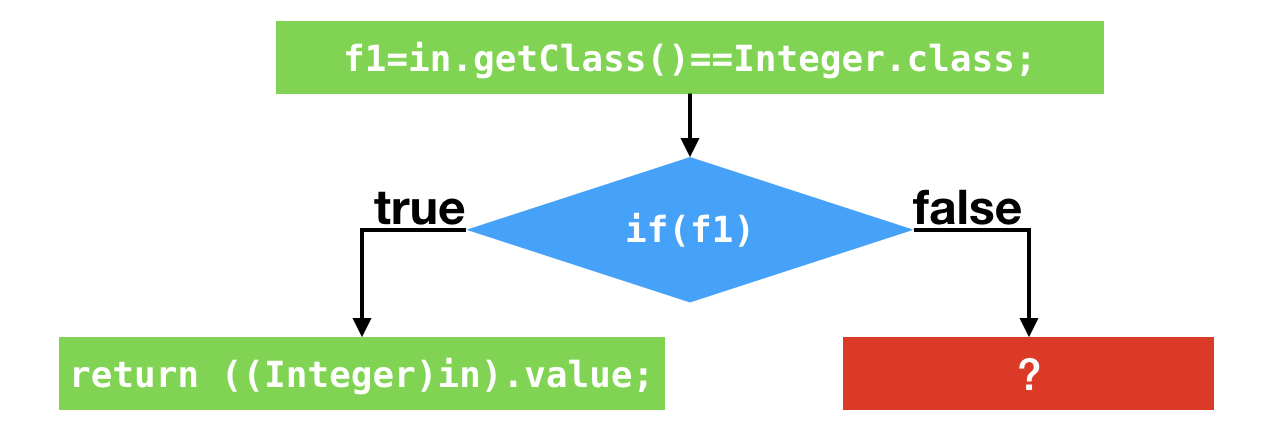 f1=in.getClass()==Integer.class;
true
if(f1)
false
return ((Integer)in).value;
?